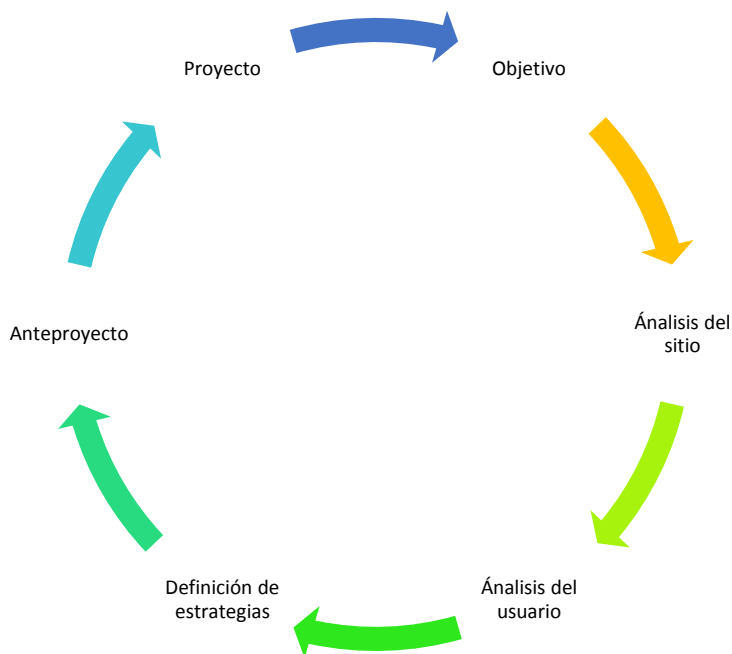 Proyecto
Objetivo
Ánalisis del
sitio
Ánalisis del
usuario
Definición de
estrategias
Anteproyecto